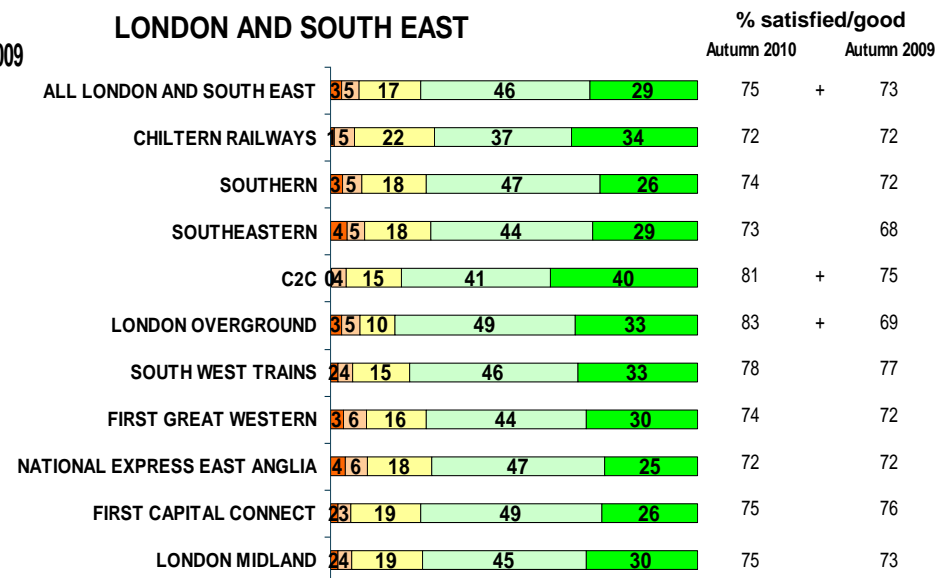 LONDON AND SOUTH EAST
% satisfied/good
009
Autumn 2010 Autumn 2009
ALL LONDON AND SOUTH EAST 3 5 17 46 29 75 + 73
CHILTERN RAILWAYS 1 5 22 37 34 72 72
SOUTHERN 3 5 18 47 26 74 72
SOUTHEASTERN 4 5 18 44 29 73 68
C2C 0 4 15 41 40 81 + 75
LONDON OVERGROUND 3 5 10 49 33 83 + 69
SOUTH WEST TRAINS 2 4 15 46 33 78 77
FIRST GREAT WESTERN 3 6 16 44 30 74 72
NATIONAL EXPRESS EAST ANGLIA 4 6 18 47 25 72 72
FIRST CAPITAL CONNECT 2 3 19 49 26 75 76
LONDON MIDLAND 2 4 19 45 30 75 73